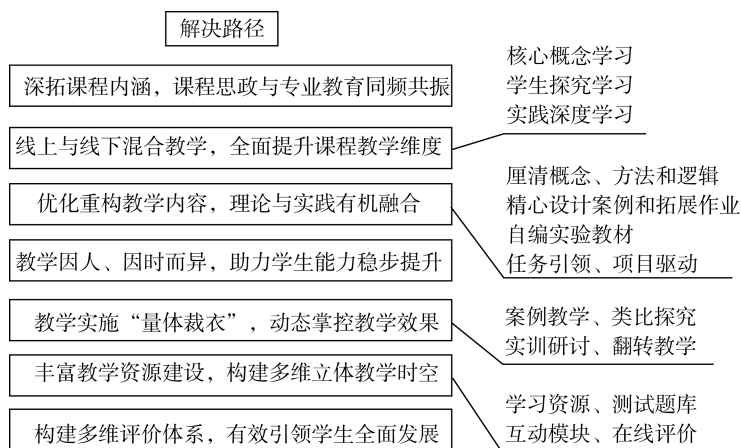 解决路径
深拓课程内涵，课程思政与专业教育同频共振
线上与线下混合教学，全面提升课程教学维度
优化重构教学内容，理论与实践有机融合
教学因人、因时而异，助力学生能力稳步提升
教学实施“量体裁衣”，动态掌控教学效果
丰富教学资源建设，构建多维立体教学时空
构建多维评价体系，有效引领学生全面发展
核心概念学习
学生探究学习
实践深度学习
厘清概念、方法和逻辑
精心设计案例和拓展作业
自编实验教材
任务引领、项目驱动
案例教学、类比探究
实训研讨、翻转教学
学习资源、测试题库
互动模块、在线评价